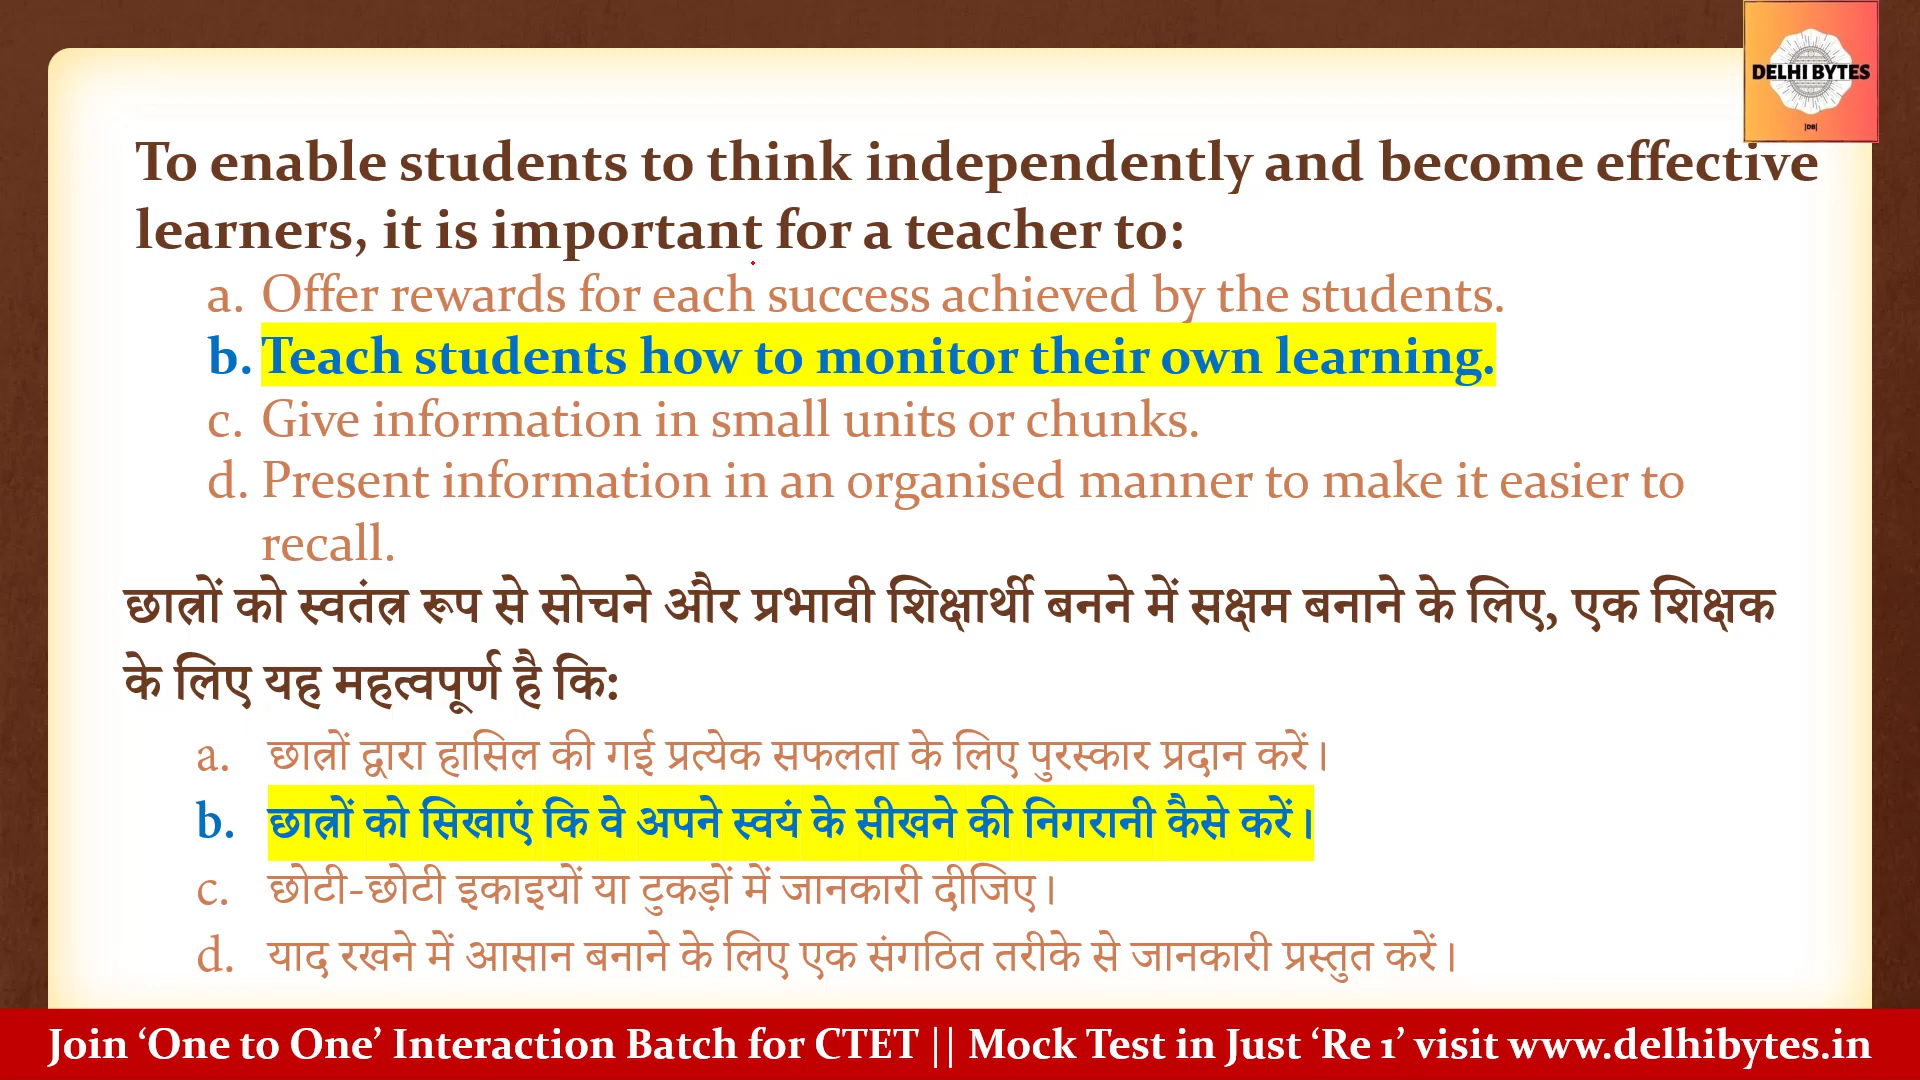 DELHI BYTES
|DB|
To enable students to think independently and become effective
learners, it is important for a teacher to:
a. Offer rewards for each success achieved by the students.
b. Teach students how to monitor their own learning.
c. Give information in small units or chunks.
d. Present information in an organised manner to make it easier to
recall.
छात्रों को स्वतंत्र रूप से सोचने और प्रभावी शिक्षार्थी बनने में सक्षम बनाने के लिए, एक शिक्षक
के लिए यह महत्वपूर्ण है कि:
a. छात्रों द्वारा हासिल की गई प्रत्येक सफलता के लिए पुरस्कार प्रदान करें।
b. छात्रों को सिखाएं कि वे अपने स्वयं के सीखने की निगरानी कैसे करें।
c. छोटी-छोटी इकाइयों या टुकड़ों में जानकारी दीजिए।
d. याद रखने में आसान बनाने के लिए एक संगठित तरीके से जानकारी प्रस्तुत करें।
Join ‘One to One’ Interaction Batch for CTET || Mock Test in Just ‘Re 1’ visit www.delhibytes.in